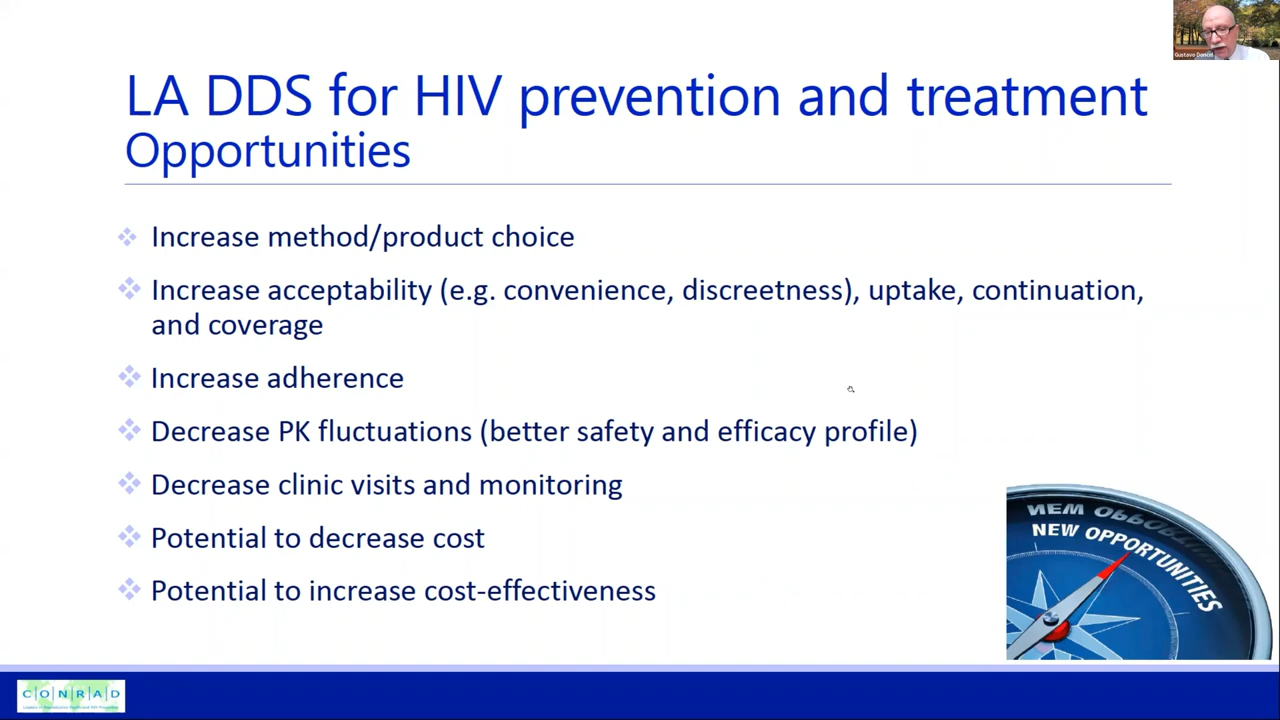 LA DDS for HIV prevention and treatment
Opportunities
Increase method/product choice
Increase acceptability (e.g. convenience, discreetness), uptake, continuation,
and coverage
Increase adherence
Decrease PK fluctuations (better safety and efficacy profile)
Decrease clinic visits and monitoring
Potential to decrease cost
Potential to increase cost-effectiveness
NEW OPPORTUNITIES
CONRAD
Gustavo